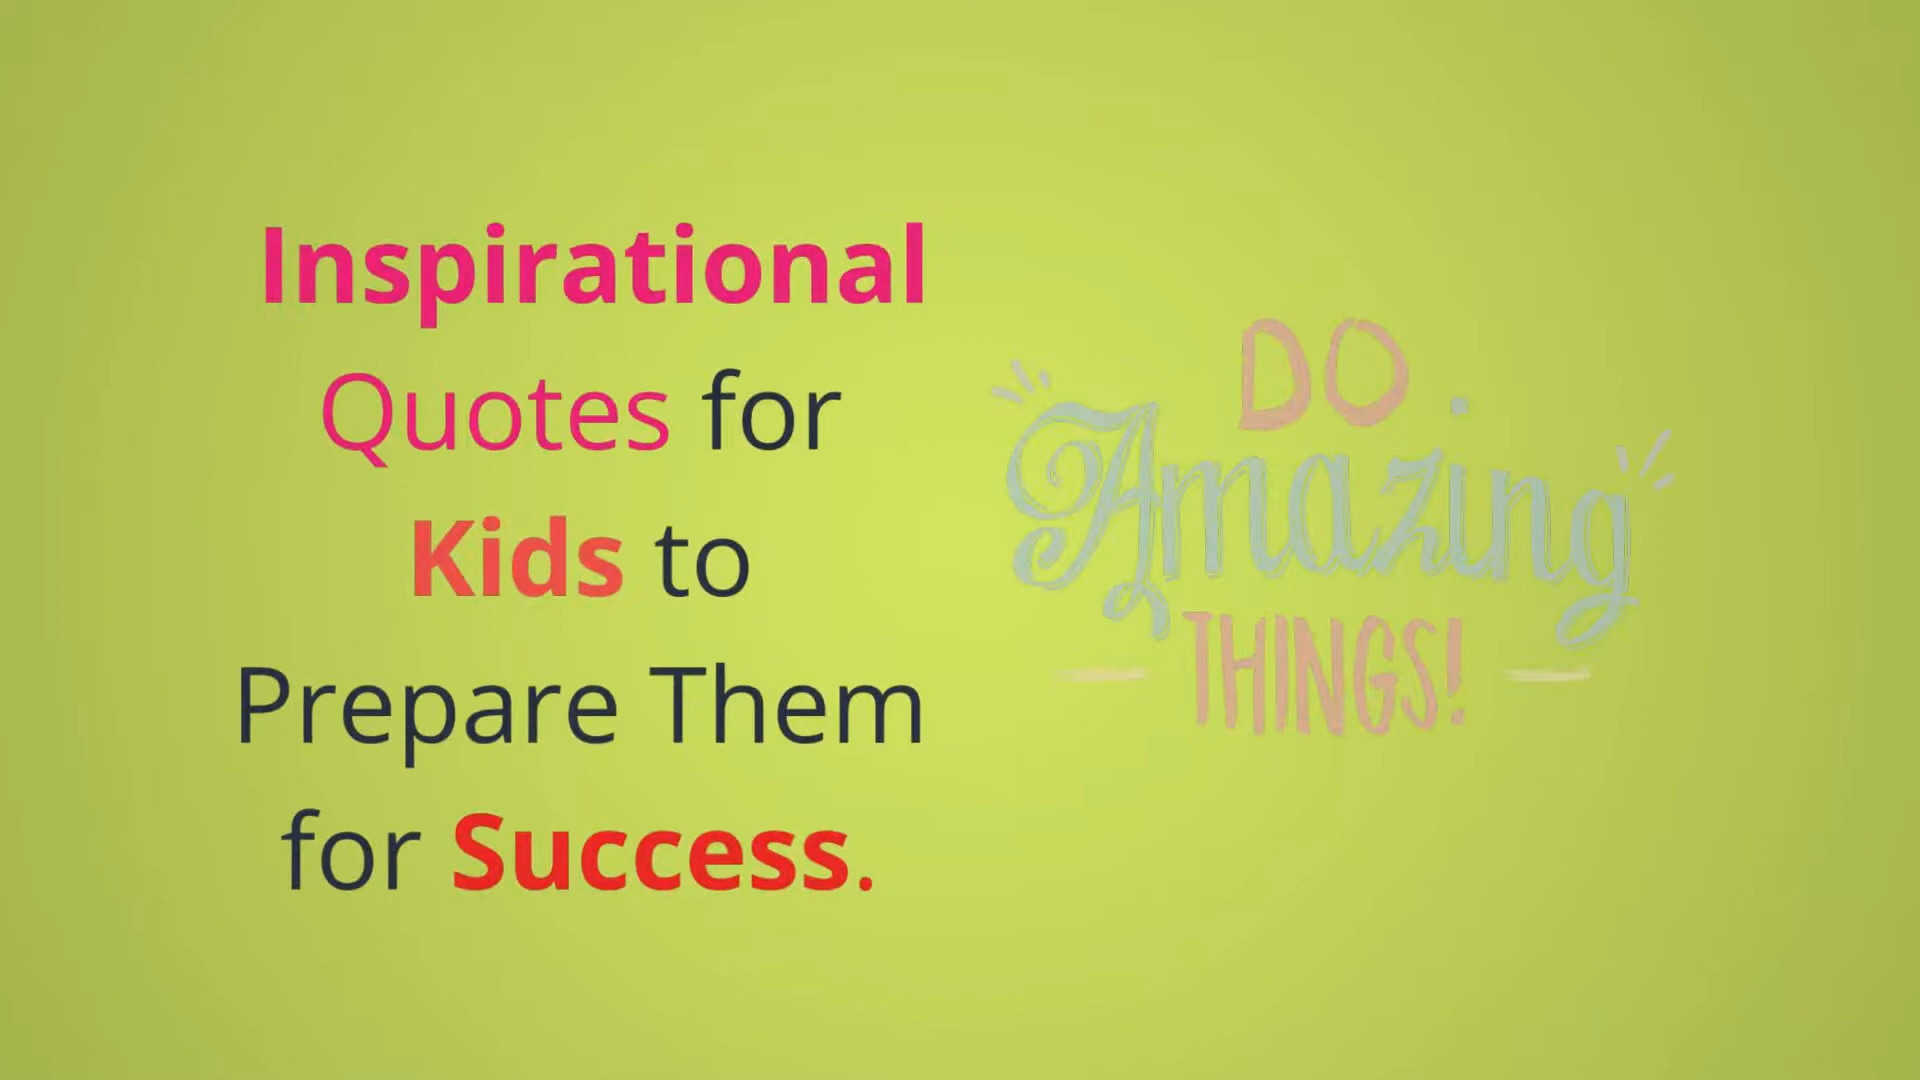 Inspirational
Quotes for
Kids to
Prepare Them
for Success.
DO
Amazing
THINGS!